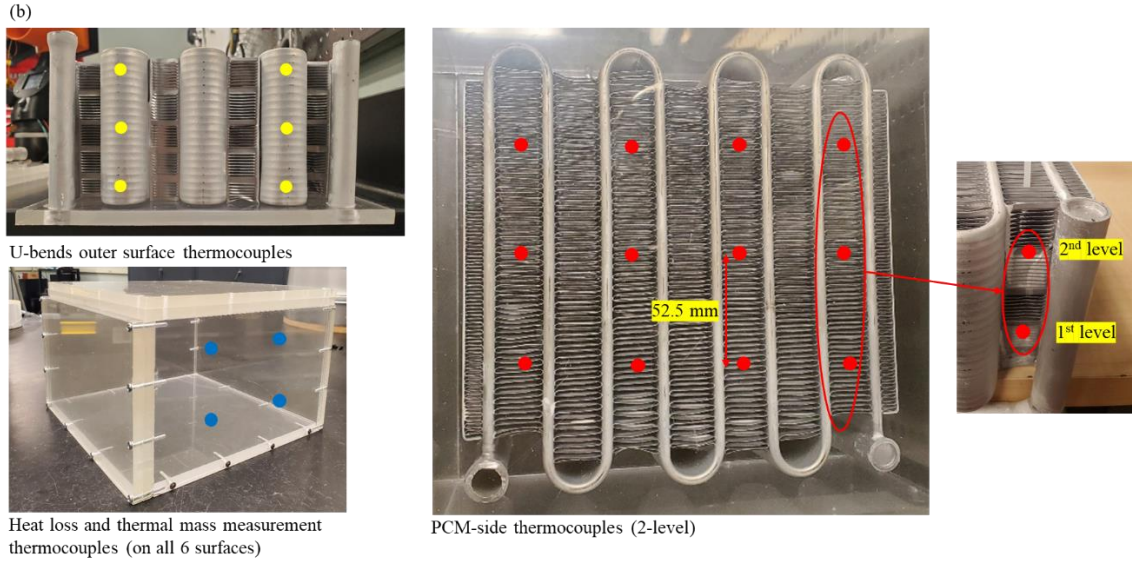 (b)
U-bends outer surface thermocouples
52.5 mm
2nd level
1st level
Heat loss and thermal mass measurement
thermocouples (on all 6 surfaces)
PCM-side thermocouples (2-level)